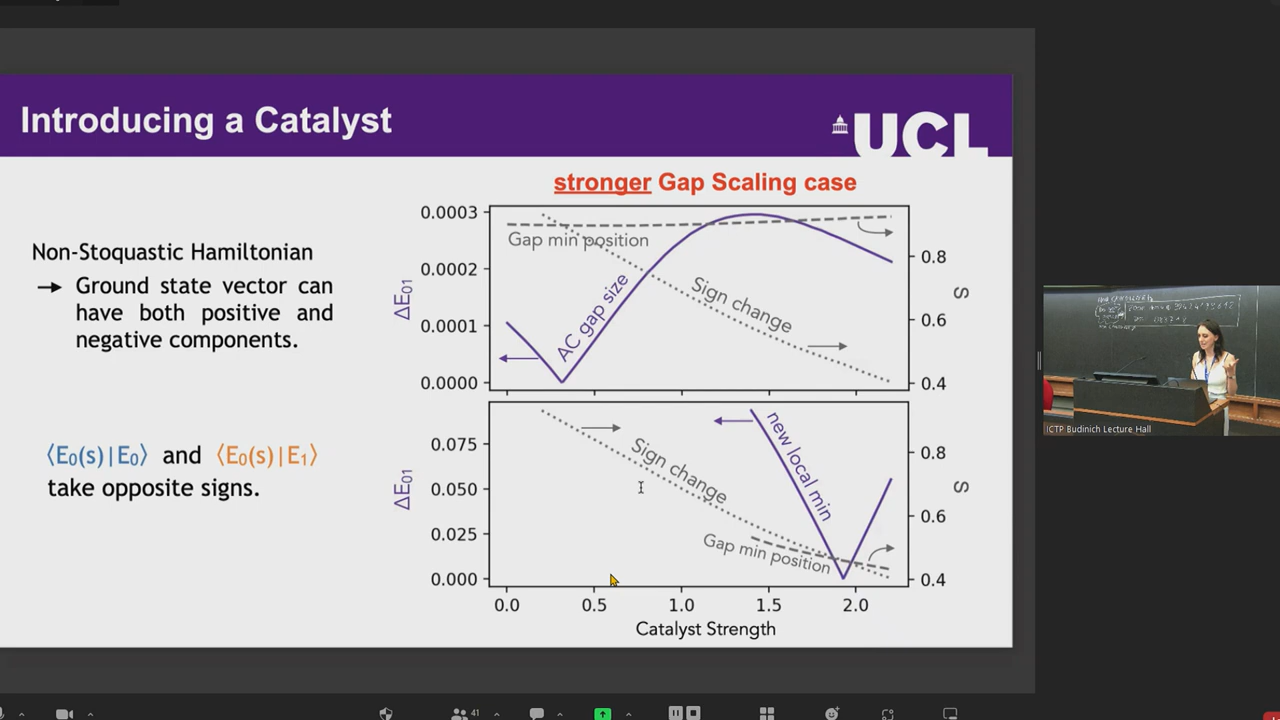 Introducing a Catalyst
UCL
stronger Gap Scaling case
Non-Stoquastic Hamiltonian
→ Ground state vector can
have both positive and
negative components.
⟨E₀(s)|E₀⟩ and ⟨E₀(s)|E₁⟩
take opposite signs.
0.0003
0.0002
0.0001
0.0000
ΔE₀₁
Gap min position
AC gap size
Sign change
0.8
0.6
0.4
S
0.075
0.050
0.025
0.000
ΔE₀₁
Sign change
new local min
Gap min position
0.8
0.6
0.4
S
0.0 0.5 1.0 1.5 2.0
Catalyst Strength
ICTP Budinich Lecture Hall
41